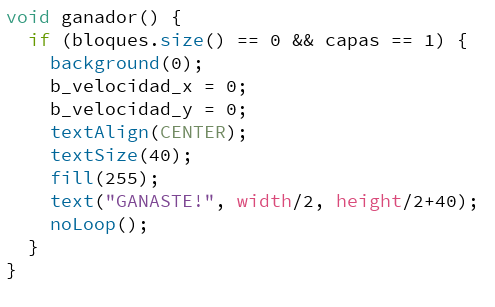 void ganador() {
  if (bloques.size() == 0 && capas == 1) {
    background(0);
    b_velocidad_x = 0;
    b_velocidad_y = 0;
    textAlign(CENTER);
    textSize(40);
    fill(255);
    text("GANASTE!", width/2, height/2+40);
    noLoop();
  }
}